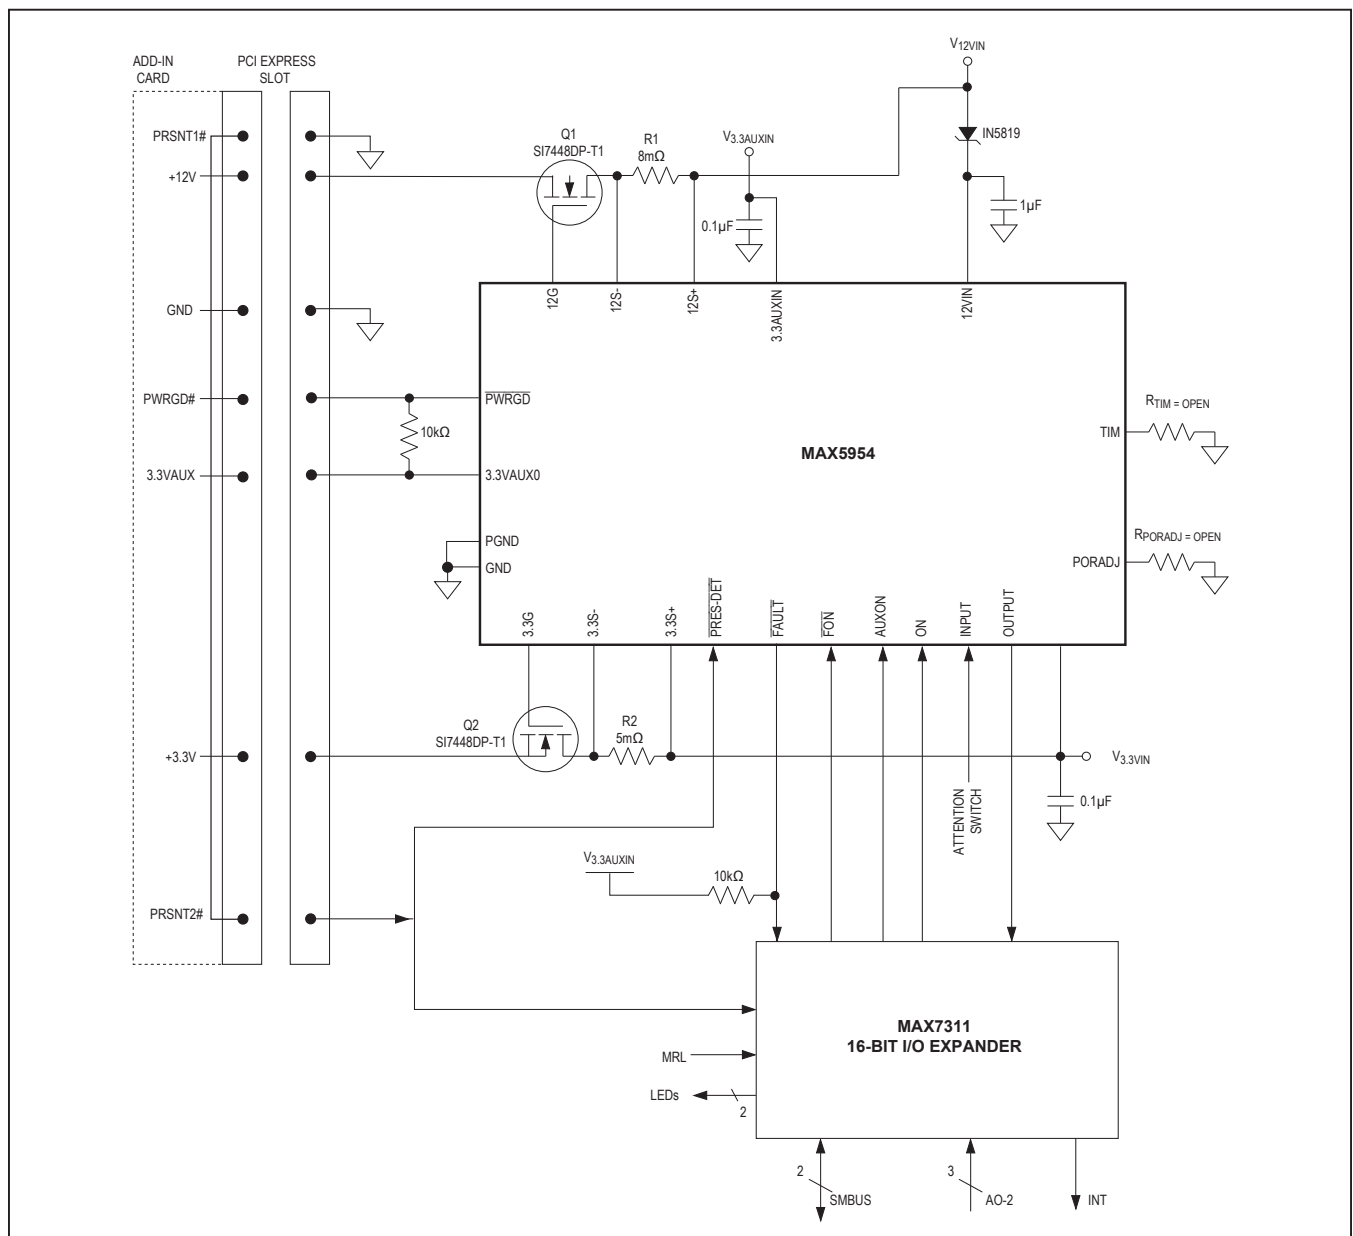 ADD-IN
CARD
PCI EXPRESS
SLOT
V12VIN
PRSNT1#
Q1
SI7448DP-T1
R1
8mΩ
V3.3AUXIN
IN5819
+12V
0.1µF
1µF
12G
12S-
12S+
3.3AUXIN
12VIN
GND
PWRGD#
PWRGD
10kΩ
RTIM = OPEN
TIM
MAX5954
3.3VAUX
3.3VAUX0
PGND
GND
RPORADJ = OPEN
PORADJ
3.3G
3.3S-
3.3S+
PRES-DET
FAULT
FON
AUXON
ON
INPUT
OUTPUT
Q2
SI7448DP-T1
R2
5mΩ
+3.3V
V3.3VIN
0.1µF
ATTENTION
SWITCH
V3.3AUXIN
10kΩ
PRSNT2#
MAX7311
16-BIT I/O EXPANDER
MRL
LEDs
2
2
SMBUS
3
AO-2
INT